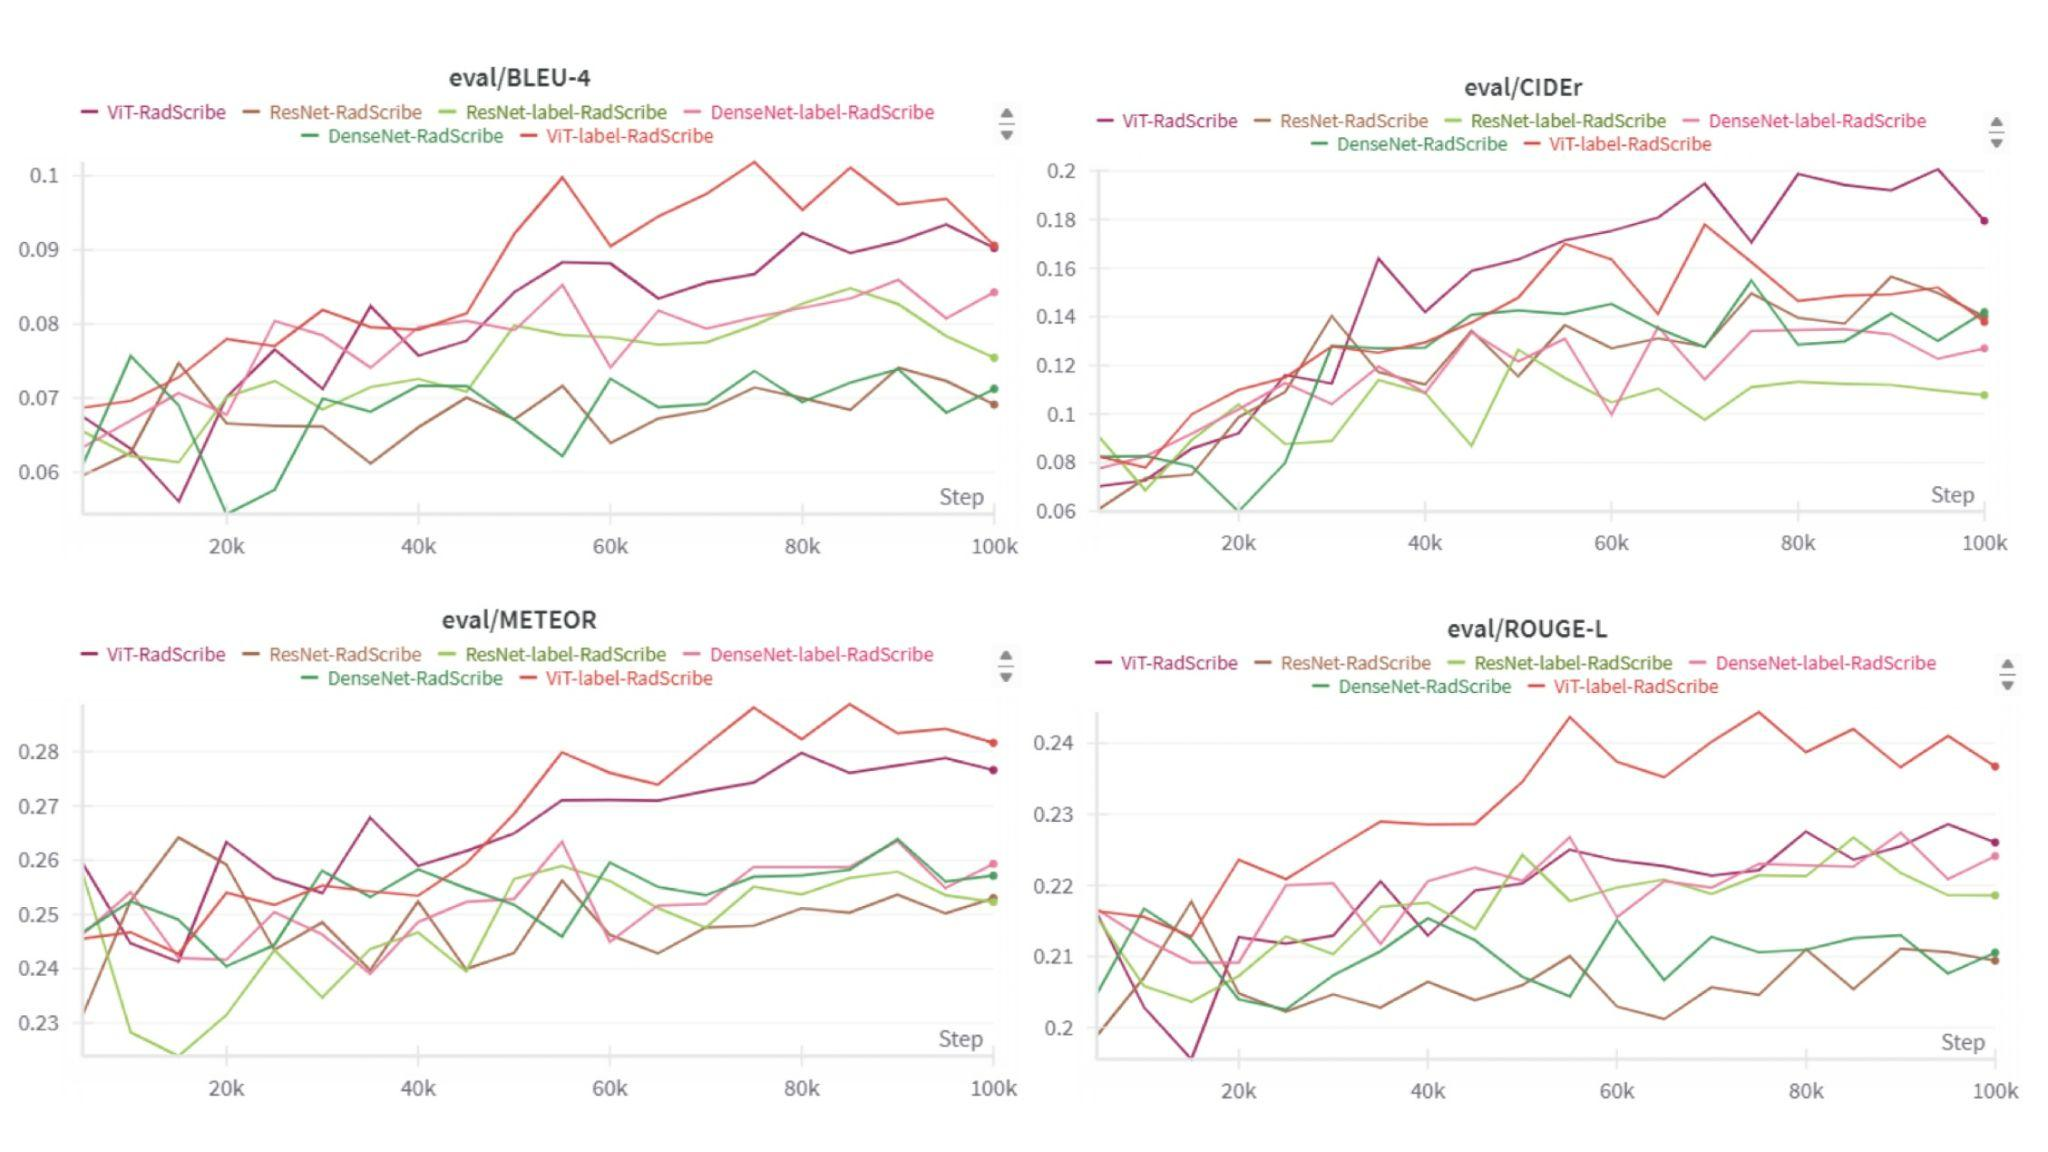 eval/BLEU-4
ViT-RadScribe ResNet-RadScribe ResNet-label-RadScribe DenseNet-label-RadScribe
DenseNet-RadScribe ViT-label-RadScribe
0.1
0.09
0.08
0.07
0.06
Step
20k 40k 60k 80k 100k
eval/CIDEr
ViT-RadScribe ResNet-RadScribe ResNet-label-RadScribe DenseNet-label-RadScribe
DenseNet-RadScribe ViT-label-RadScribe
0.2
0.18
0.16
0.14
0.12
0.1
0.08
0.06
Step
20k 40k 60k 80k 100k
eval/METEOR
ViT-RadScribe ResNet-RadScribe ResNet-label-RadScribe DenseNet-label-RadScribe
DenseNet-RadScribe ViT-label-RadScribe
0.28
0.27
0.26
0.25
0.24
0.23
Step
20k 40k 60k 80k 100k
eval/ROUGE-L
ViT-RadScribe ResNet-RadScribe ResNet-label-RadScribe DenseNet-label-RadScribe
DenseNet-RadScribe ViT-label-RadScribe
0.24
0.23
0.22
0.21
0.2
Step
20k 40k 60k 80k 100k